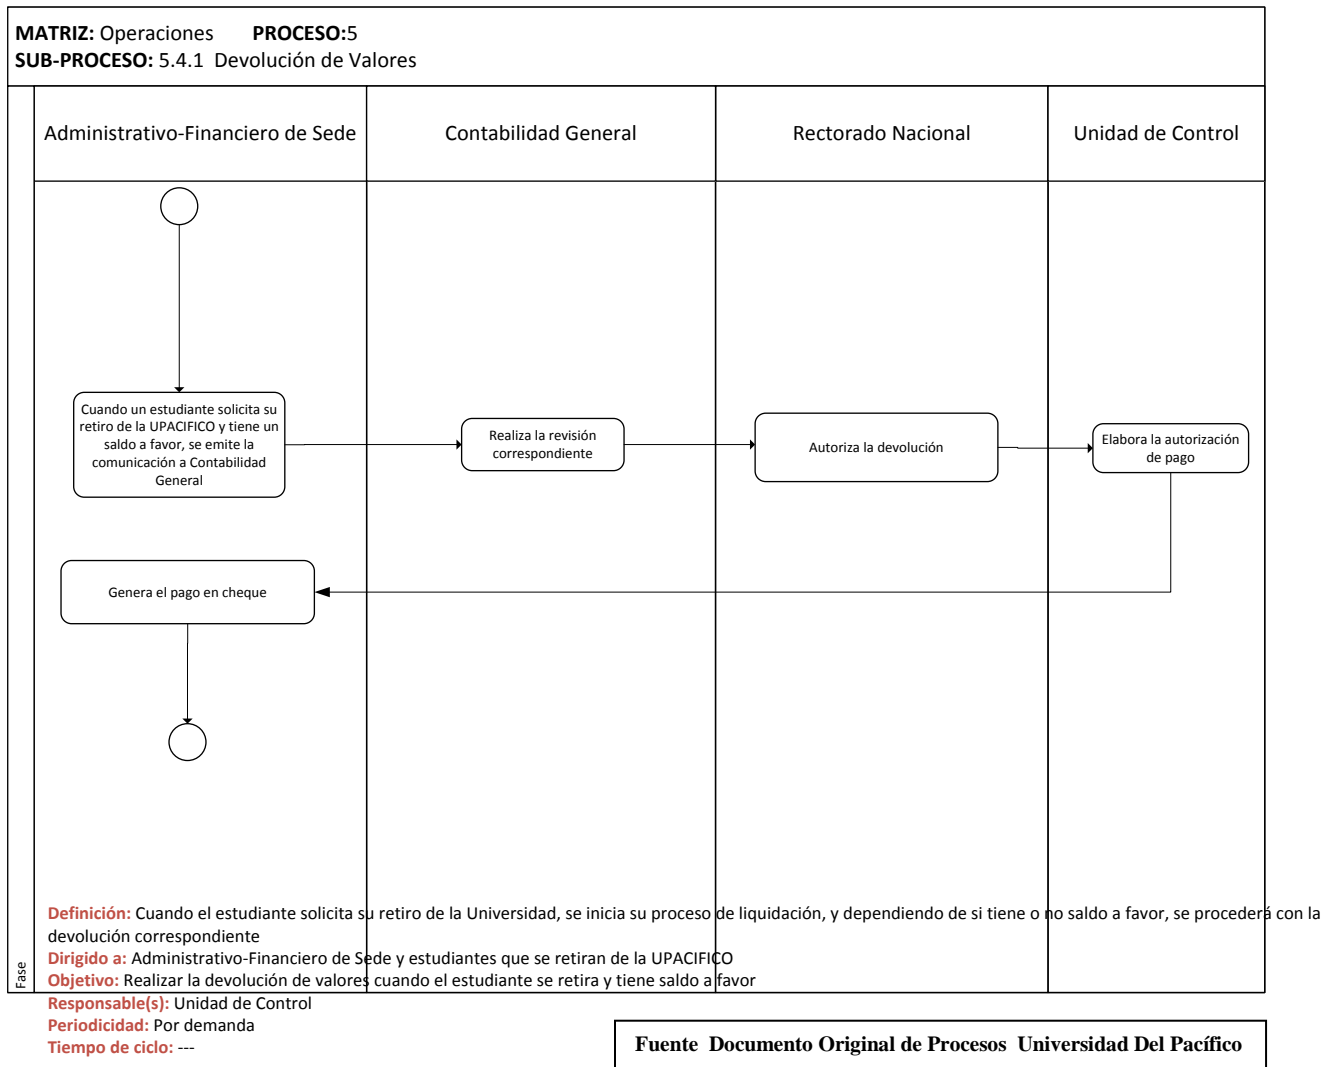 MATRIZ: Operaciones PROCESO:5
SUB-PROCESO: 5.4.1 Devolución de Valores
Administrativo-Financiero de Sede
Contabilidad General
Rectorado Nacional
Unidad de Control
Cuando un estudiante solicita su
retiro de la UPACIFICO y tiene un
saldo a favor, se emite la
comunicación a Contabilidad
General
Realiza la revisión
correspondiente
Autoriza la devolución
Elabora la autorización
de pago
Genera el pago en cheque
Fase
Definición: Cuando el estudiante solicita su retiro de la Universidad, se inicia su proceso de liquidación, y dependiendo de si tiene o no saldo a favor, se procederá con la
devolución correspondiente
Dirigido a: Administrativo-Financiero de Sede y estudiantes que se retiran de la UPACIFICO
Objetivo: Realizar la devolución de valores cuando el estudiante se retira y tiene saldo a favor
Responsable(s): Unidad de Control
Periodicidad: Por demanda
Tiempo de ciclo: ---
Fuente Documento Original de Procesos Universidad Del Pacífico